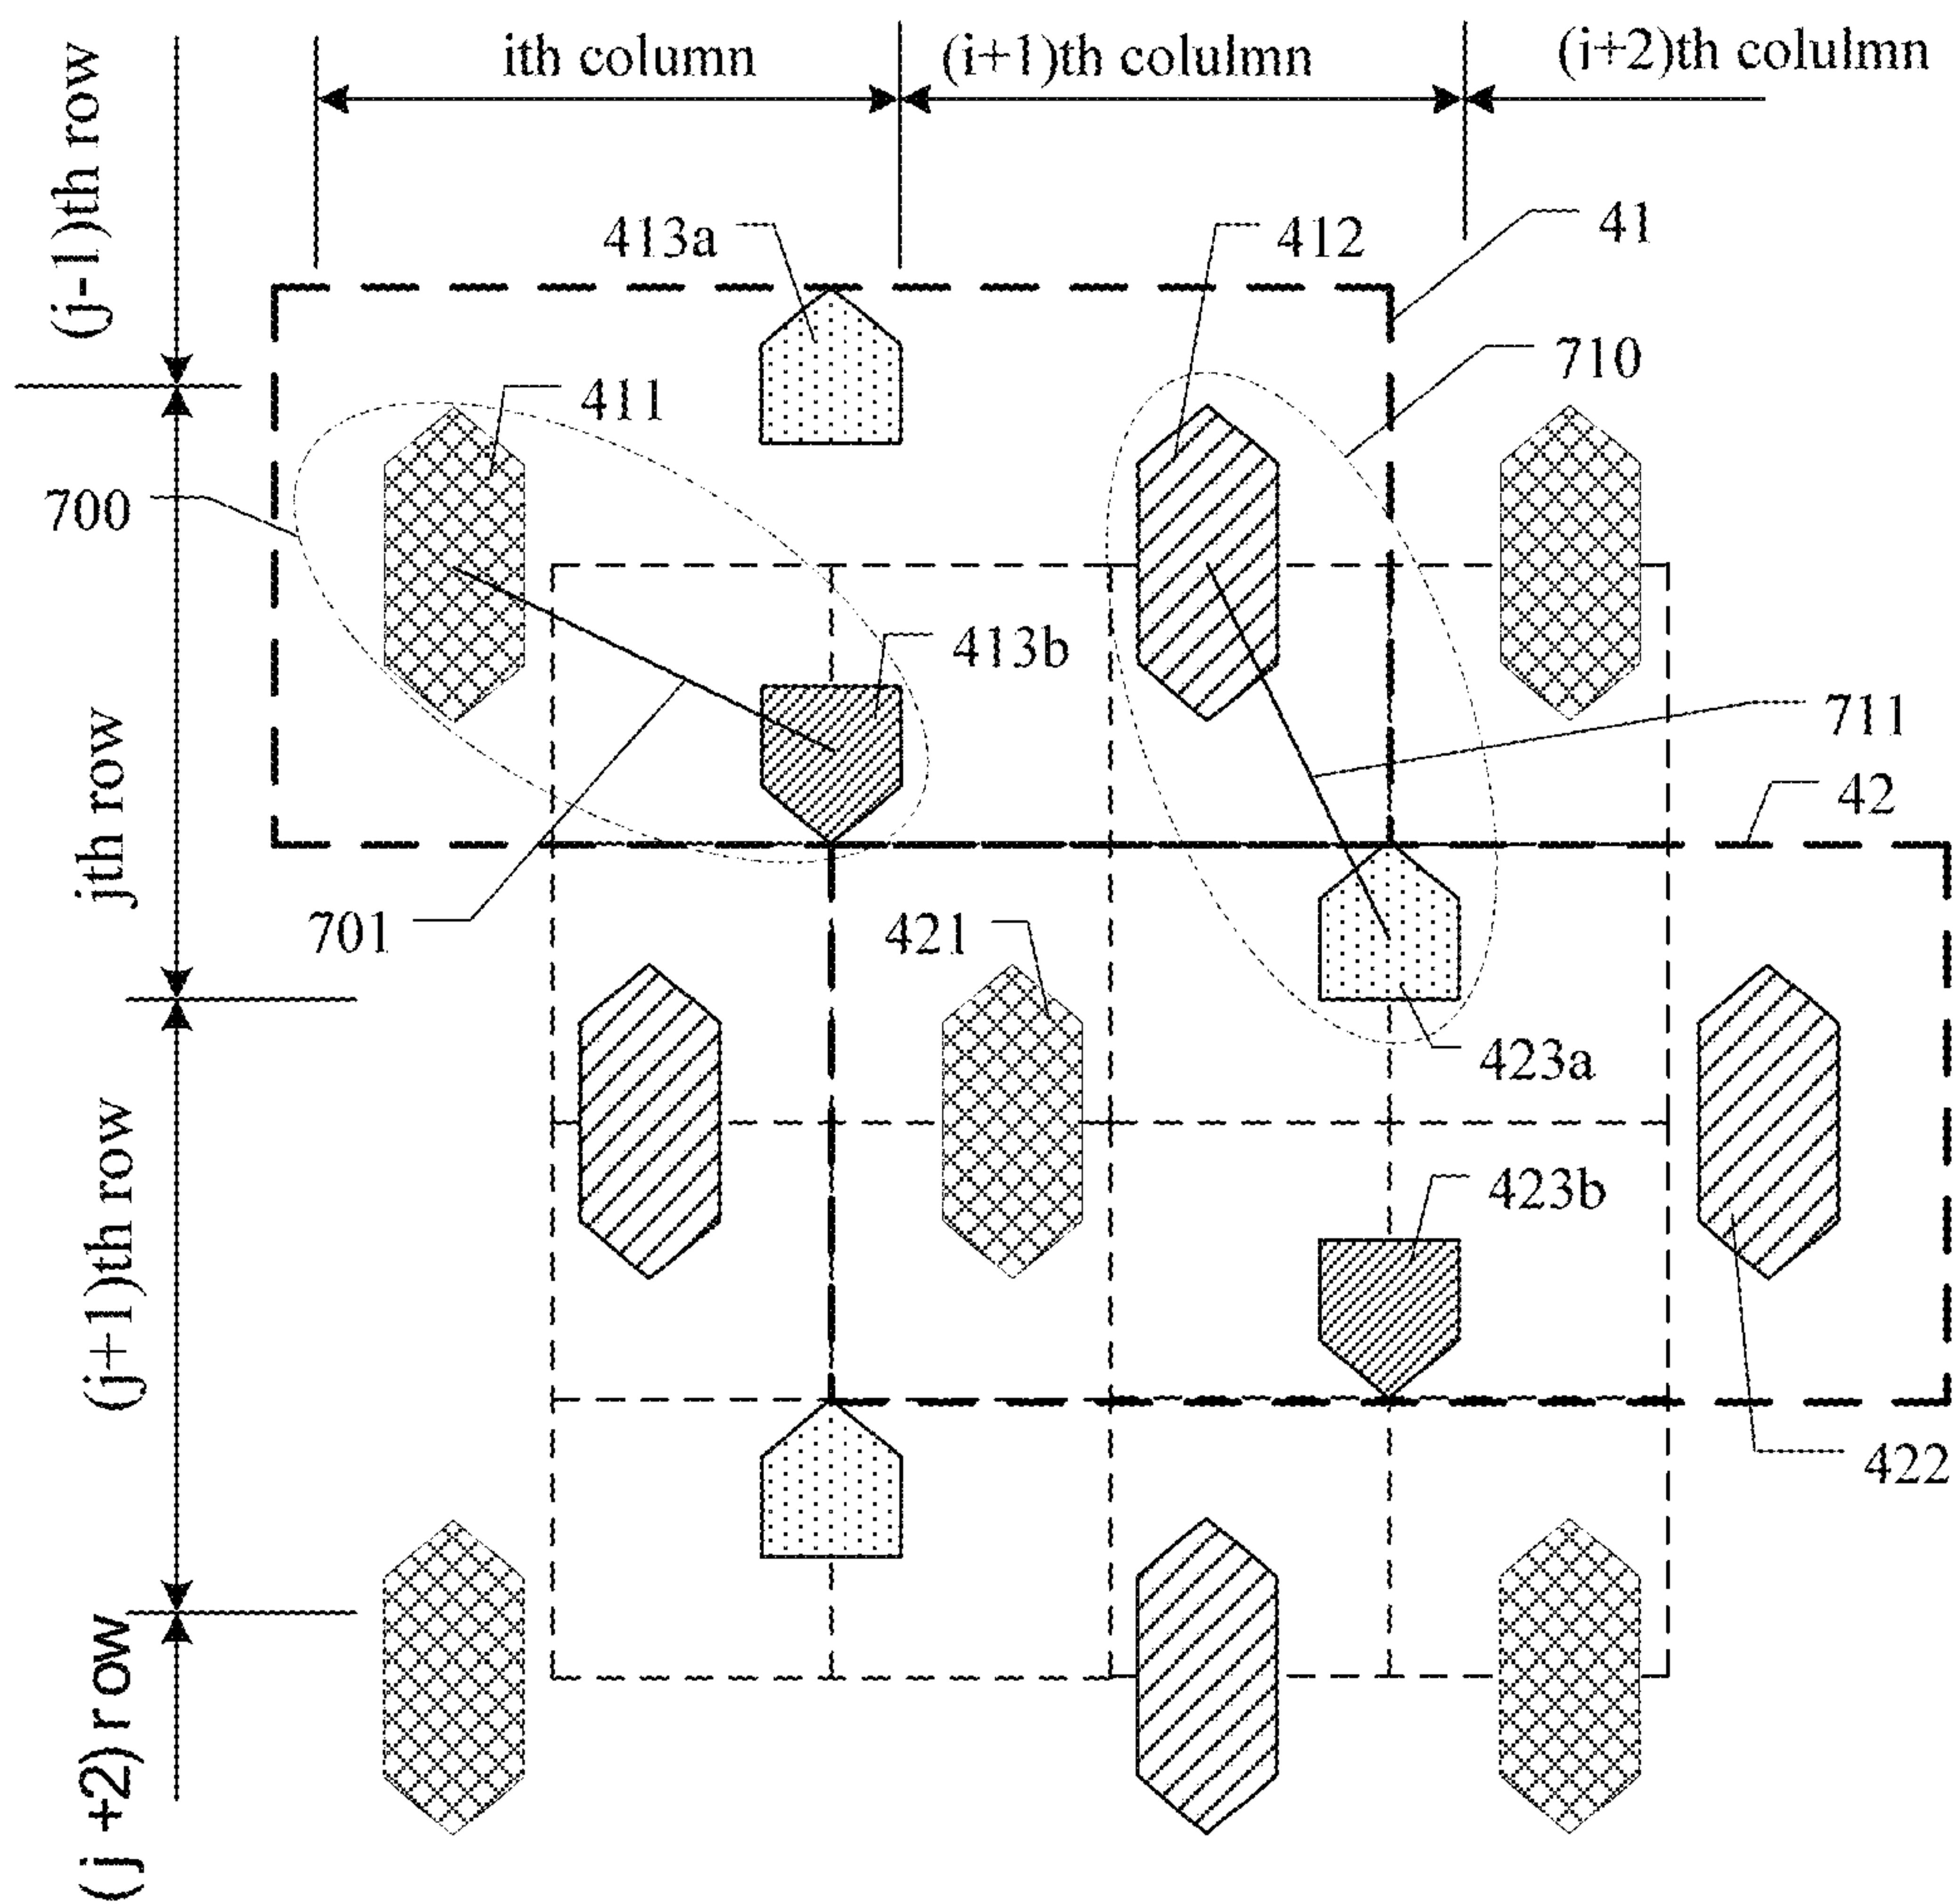 ith column
(i+1)th colulmn
(i+2)th colulmn
(j-1)th row
413a
412
41
710
411
700
413b
711
jth row
42
701
421
423a
(j+1)th row
423b
422
(j +2) row